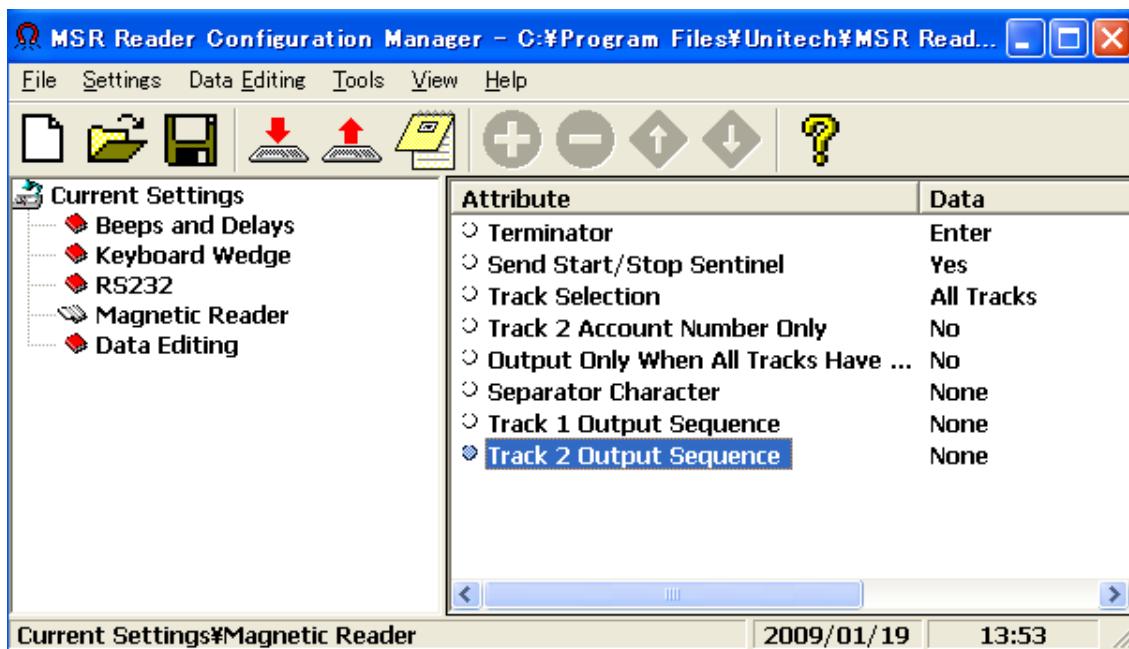 MSR Reader Configuration Manager - C:¥Program Files¥Unitech¥MSR Read...
File Settings Data Editing Tools View Help
Current Settings
Beeps and Delays
Keyboard Wedge
RS232
Magnetic Reader
Data Editing
Attribute Data
Terminator Enter
Send Start/Stop Sentinel Yes
Track Selection All Tracks
Track 2 Account Number Only No
Output Only When All Tracks Have ... No
Separator Character None
Track 1 Output Sequence None
Track 2 Output Sequence None
Current Settings¥Magnetic Reader 2009/01/19 13:53